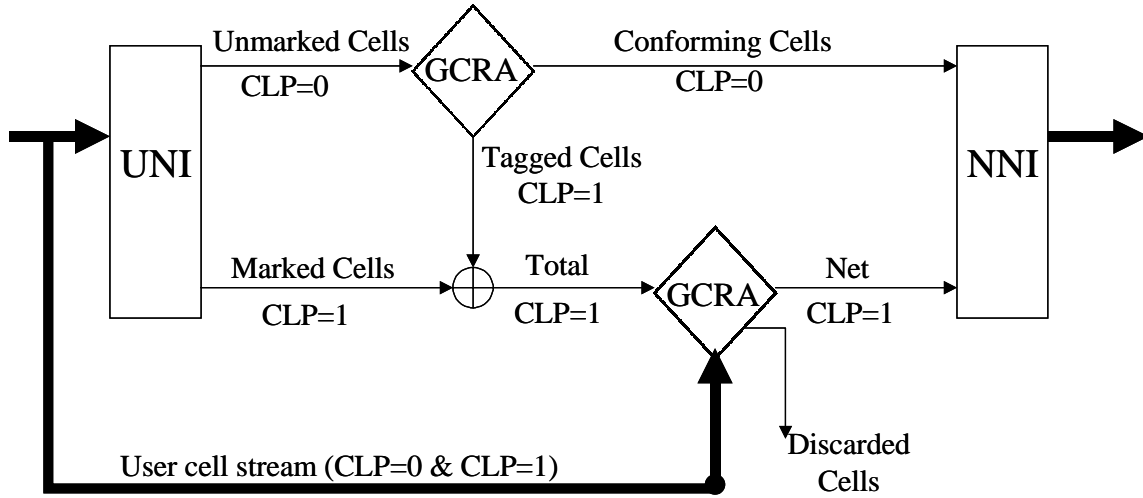 Unmarked Cells
CLP=0
GCRA
Conforming Cells
CLP=0
UNI
Tagged Cells
CLP=1
NNI
Marked Cells
CLP=1
Total
CLP=1
GCRA
Net
CLP=1
User cell stream (CLP=0 & CLP=1)
Discarded
Cells